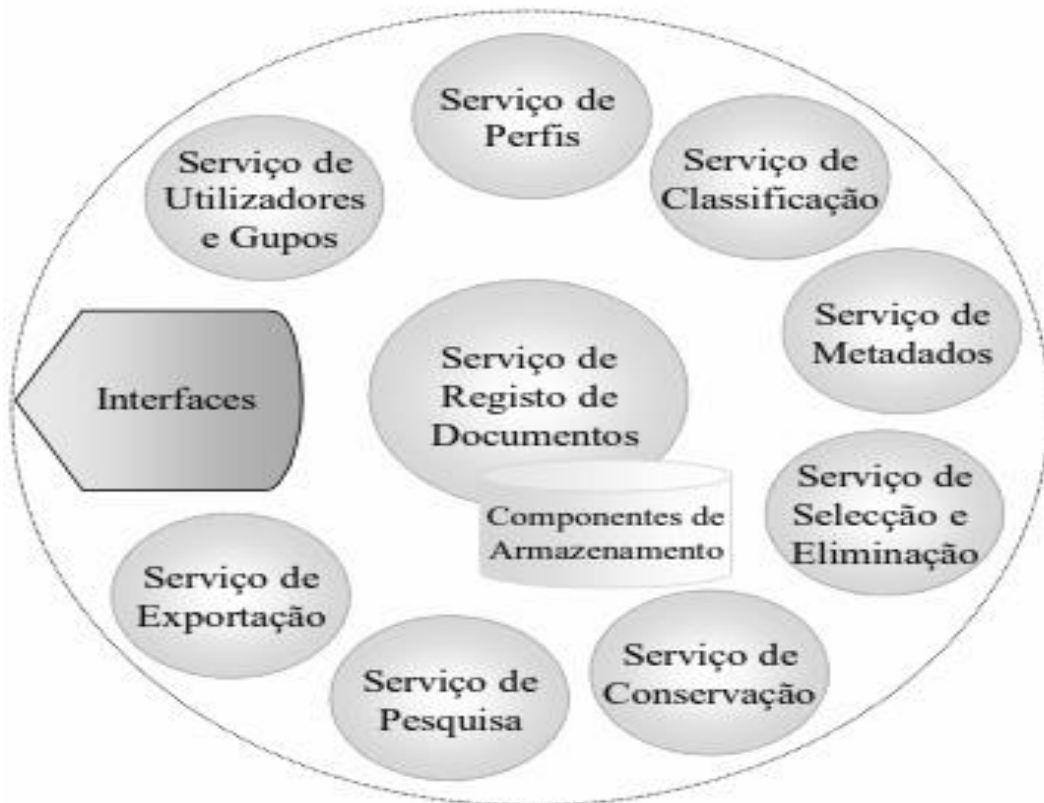 Serviço de
Perfis
Serviço de
Utilizadores
e Gupos
Serviço de
Classificação
Serviço de
Metadados
Interfaces
Serviço de
Registo de
Documentos
Componentes de
Armazenamento
Serviço de
Selecção e
Eliminação
Serviço de
Exportação
Serviço de
Pesquisa
Serviço de
Conservação